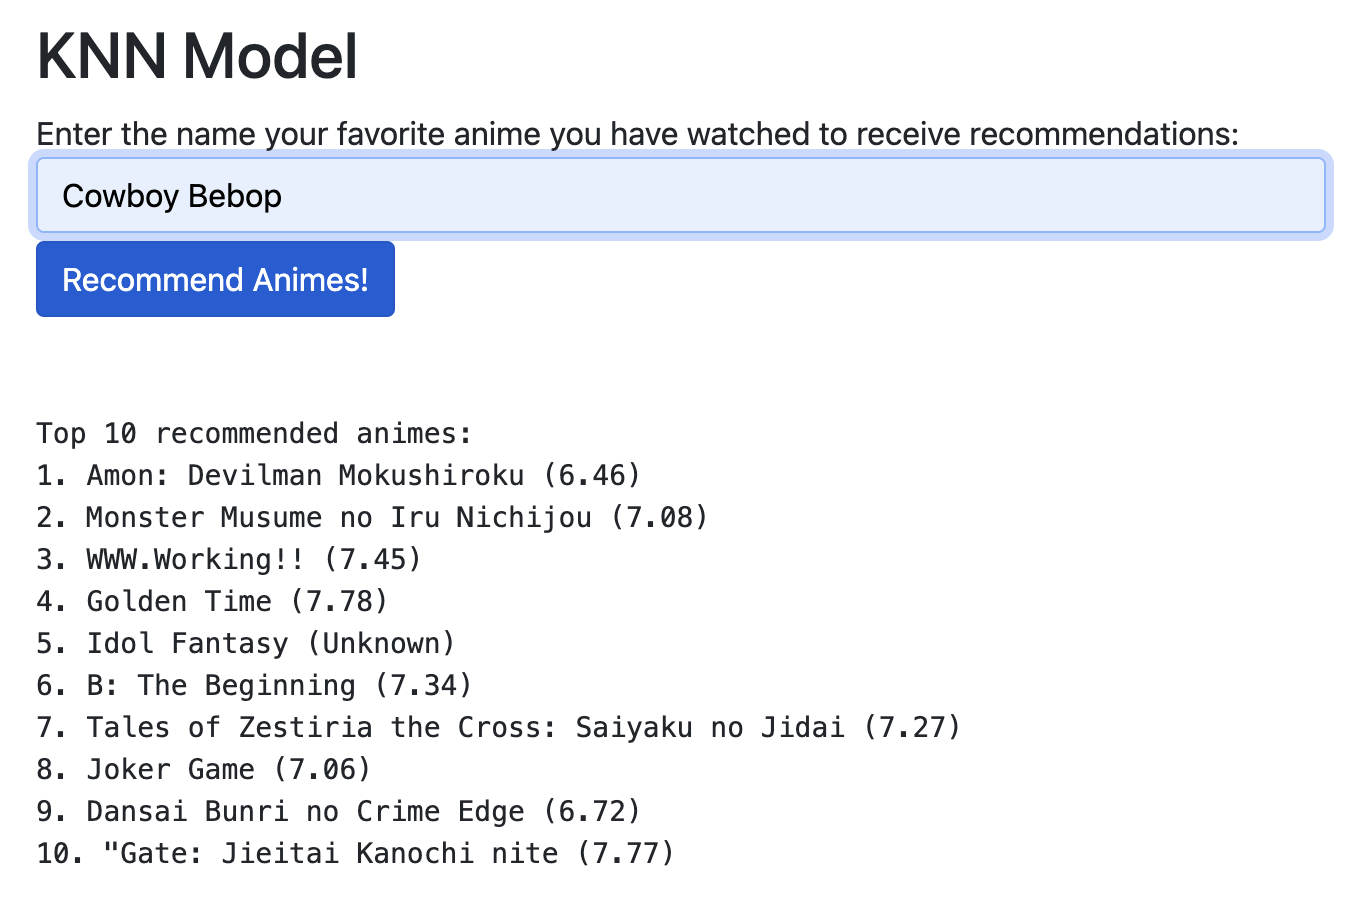 KNN Model
Enter the name your favorite anime you have watched to receive recommendations:
Cowboy Bebop
Recommend Animes!
Top 10 recommended animes:
1. Amon: Devilman Mokushiroku (6.46)
2. Monster Musume no Iru Nichijou (7.08)
3. WWW.Working!! (7.45)
4. Golden Time (7.78)
5. Idol Fantasy (Unknown)
6. B: The Beginning (7.34)
7. Tales of Zestiria the Cross: Saiyaku no Jidai (7.27)
8. Joker Game (7.06)
9. Dansai Bunri no Crime Edge (6.72)
10. "Gate: Jieitai Kanochi nite (7.77)